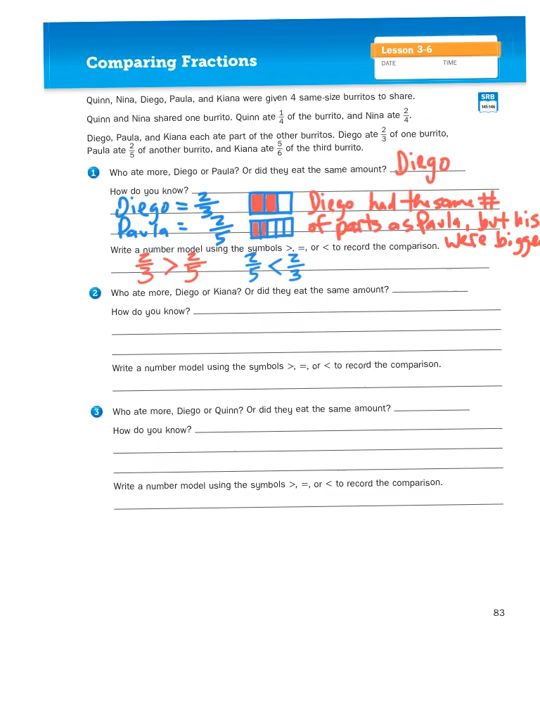 Comparing Fractions
Lesson 3-6
DATE TIME
SRB
Quinn, Nina, Diego, Paula, and Kiana were given 4 same-size burritos to share.
Quinn and Nina shared one burrito. Quinn ate 1/4 of the burrito, and Nina ate 2/4.
Diego, Paula, and Kiana each ate part of the other burritos. Diego ate 2/3 of one burrito,
Paula ate 2/5 of another burrito, and Kiana ate 5/6 of the third burrito.
1 Who ate more, Diego or Paula? Or did they eat the same amount? Diego
How do you know?
Diego = 2/3 Diego had the same #
Paula = 2/5 of parts as Paula, but his
were bigge
Write a number model using the symbols >, =, or < to record the comparison.
2/3 > 2/5 2/5 < 2/3
2 Who ate more, Diego or Kiana? Or did they eat the same amount?
How do you know?
Write a number model using the symbols >, =, or < to record the comparison.
3 Who ate more, Diego or Quinn? Or did they eat the same amount?
How do you know?
Write a number model using the symbols >, =, or < to record the comparison.
83